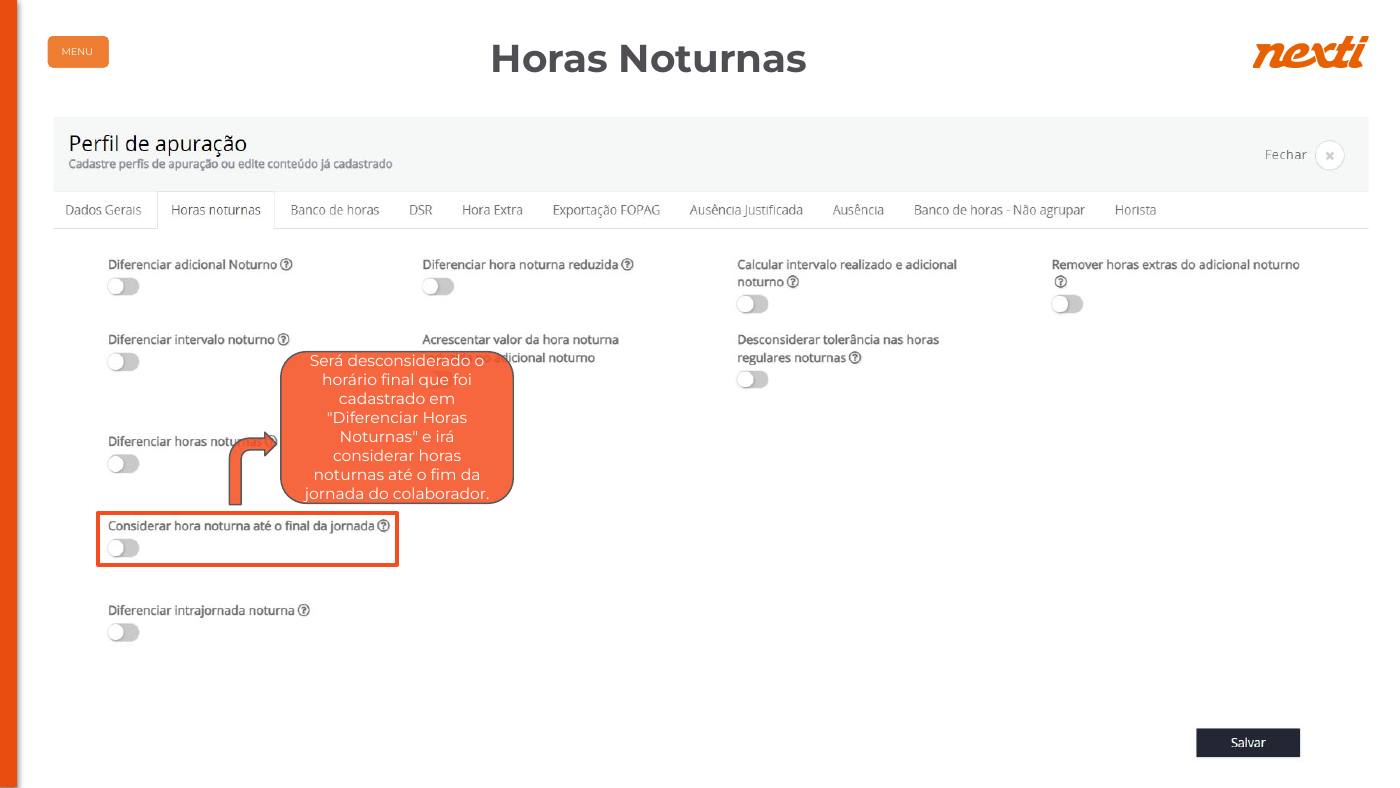 MENU
Horas Noturnas
nexti
Perfil de apuração
Cadastre perfis de apuração ou edite conteúdo já cadastrado
Fechar
Dados Gerais
Horas noturnas
Banco de horas
DSR
Hora Extra
Exportação FOPAG
Ausência Justificada
Ausência
Banco de horas - Não agrupar
Horista
Diferenciar adicional Noturno
Diferenciar hora noturna reduzida
Calcular intervalo realizado e adicional
noturno
Remover horas extras do adicional noturno
Diferenciar intervalo noturno
Acrescentar valor da hora noturna
adicional noturno
Desconsiderar tolerância nas horas
regulares noturnas
Será desconsiderado o
horário final que foi
cadastrado em
"Diferenciar Horas
Noturnas" e irá
considerar horas
noturnas até o fim da
jornada do colaborador.
Diferenciar horas noturnas
Considerar hora noturna até o final da jornada
Diferenciar intrajornada noturna
Salvar